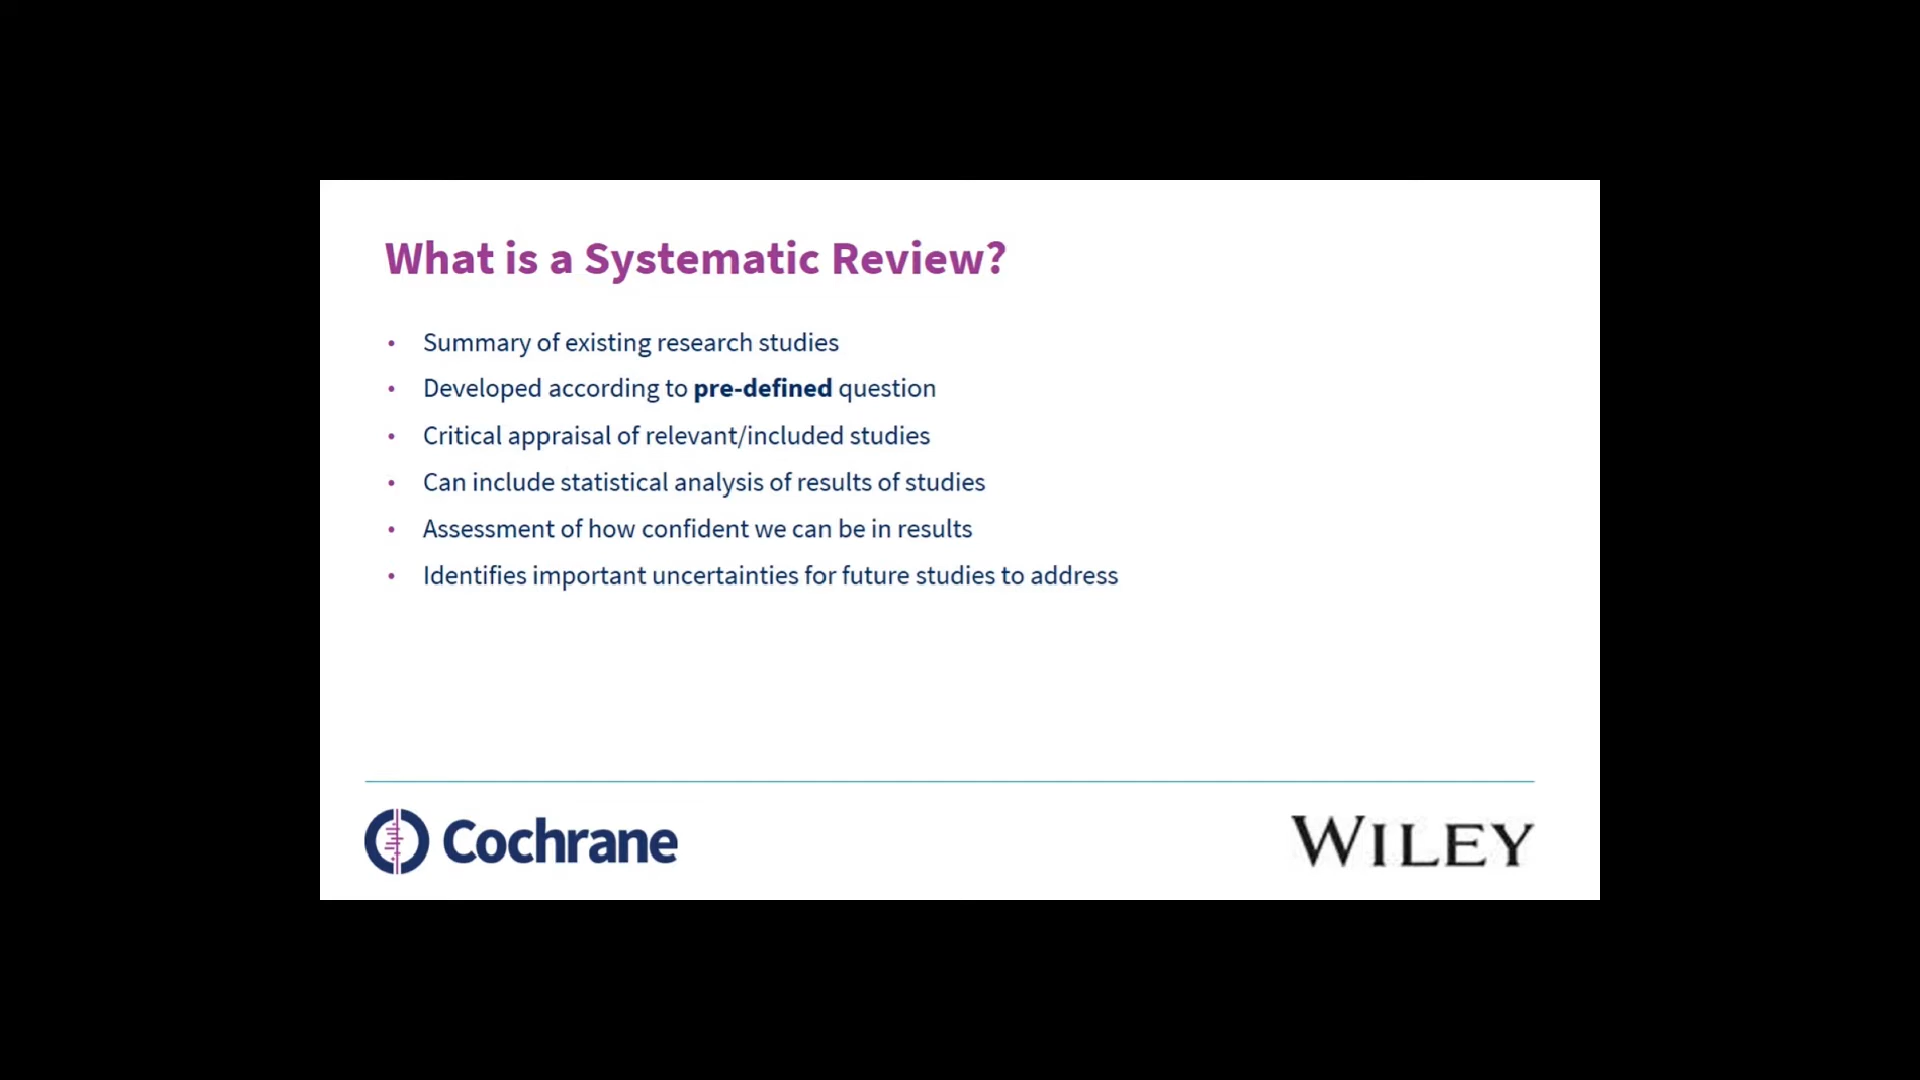 What is a Systematic Review?
• Summary of existing research studies
• Developed according to pre-defined question
• Critical appraisal of relevant/included studies
• Can include statistical analysis of results of studies
• Assessment of how confident we can be in results
• Identifies important uncertainties for future studies to address
Cochrane
WILEY